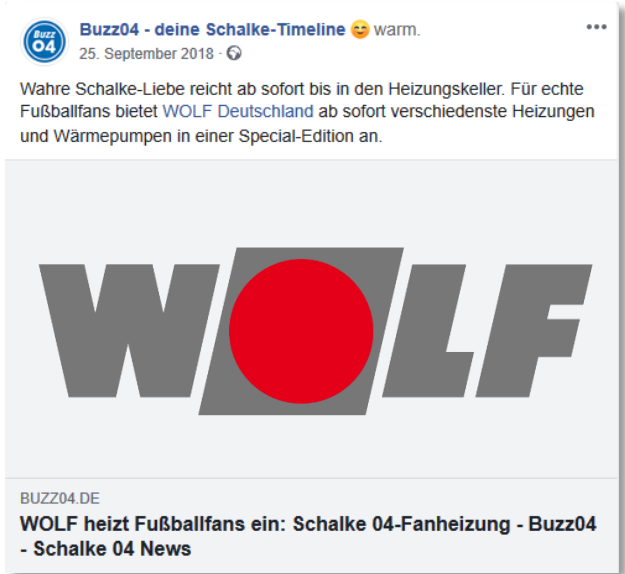 Buzz 04
Buzz04 - deine Schalke-Timeline 😊 warm.
25. September 2018 ·
Wahre Schalke-Liebe reicht ab sofort bis in den Heizungskeller. Für echte
Fußballfans bietet WOLF Deutschland ab sofort verschiedenste Heizungen
und Wärmepumpen in einer Special-Edition an.
WOLF
BUZZ04.DE
WOLF heizt Fußballfans ein: Schalke 04-Fanheizung - Buzz04
- Schalke 04 News